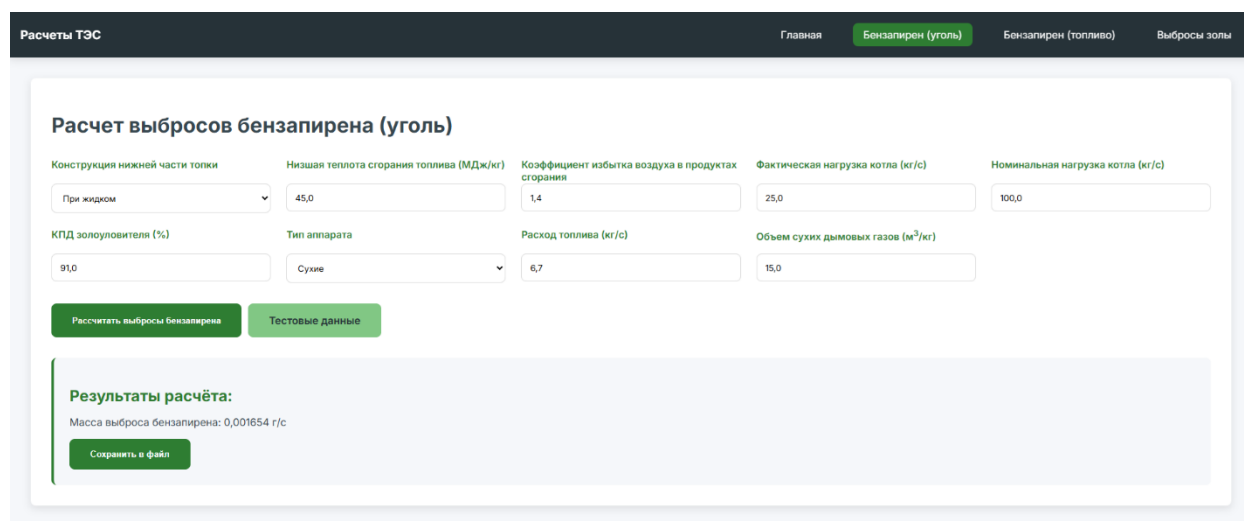 Расчеты ТЭС
Главная
Бензапирен (уголь)
Бензапирен (топливо)
Выбросы золы
Расчет выбросов бензапирена (уголь)
Конструкция нижней части топки
Низшая теплота сгорания топлива (МДж/кг)
Коэффициент избытка воздуха в продуктах
сгорания
Фактическая нагрузка котла (кг/с)
Номинальная нагрузка котла (кг/с)
При жидком
45,0
1,4
25,0
100,0
КПД золоуловителя (%)
Тип аппарата
Расход топлива (кг/с)
Объем сухих дымовых газов (м³/кг)
91,0
Сухие
6,7
15,0
Рассчитать выбросы бензапирена
Тестовые данные
Результаты расчёта:
Масса выброса бензапирена: 0,001654 г/с
Сохранить в файл